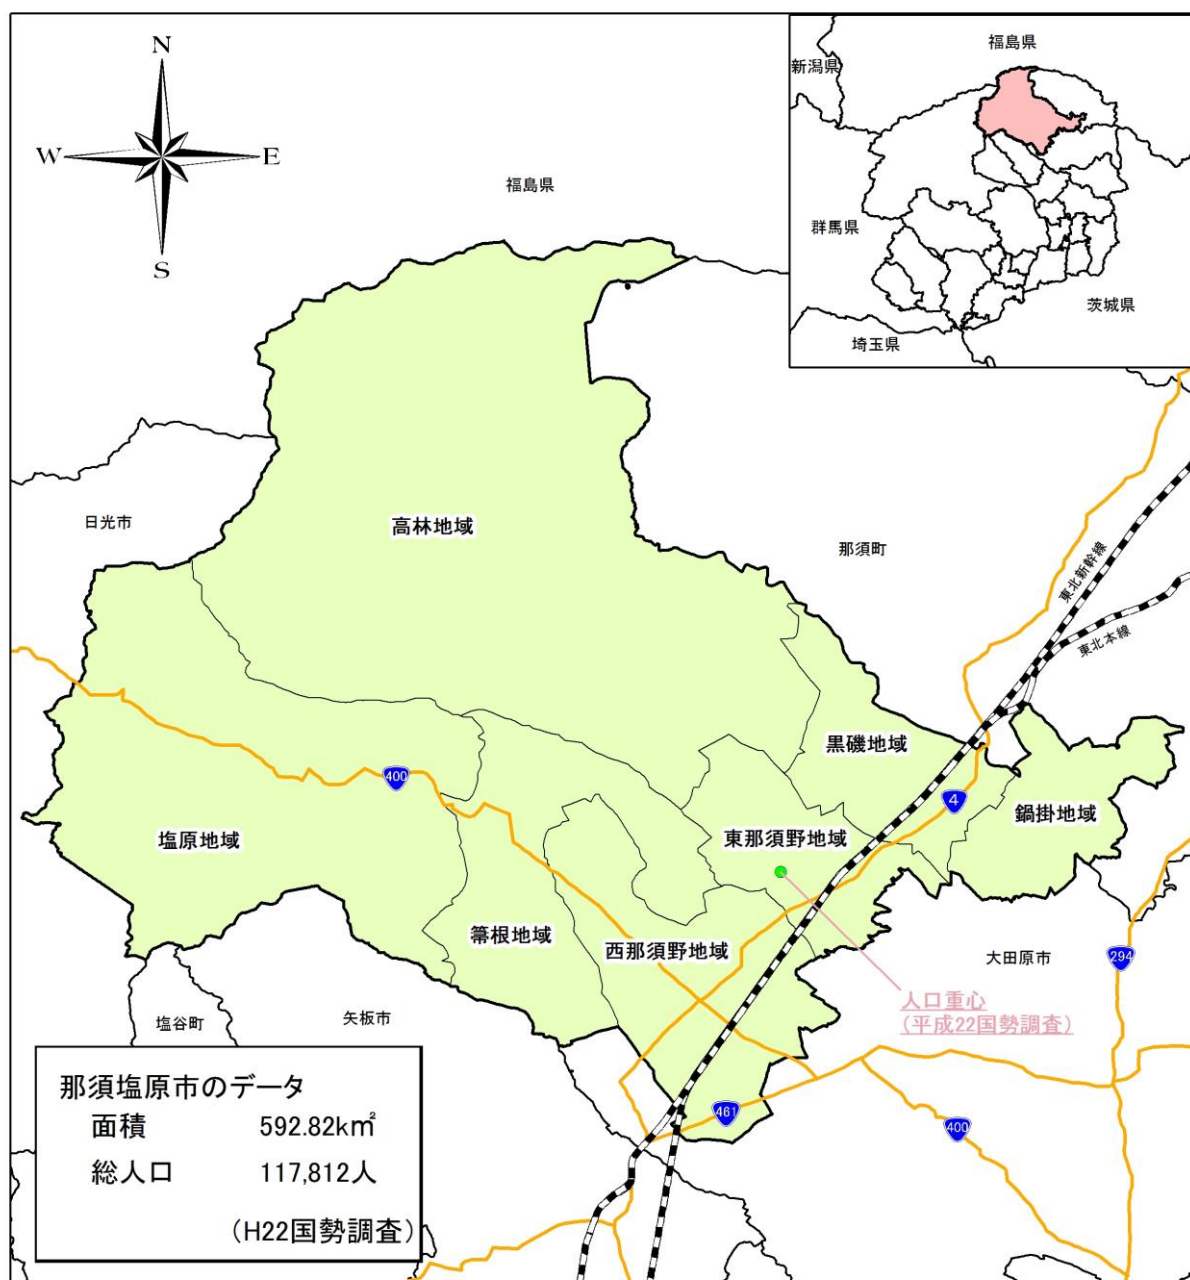 N
W
E
S
福島県
新潟県
群馬県
茨城県
埼玉県
福島県
日光市
高林地域
那須町
東北新幹線
東北本線
黒磯地域
400
4
鍋掛地域
塩原地域
東那須野地域
箒根地域
西那須野地域
大田原市
294
人口重心
(平成22国勢調査)
塩谷町
矢板市
461
400
那須塩原市のデータ
面積 592.82k㎡
総人口 117,812人
(H22国勢調査)